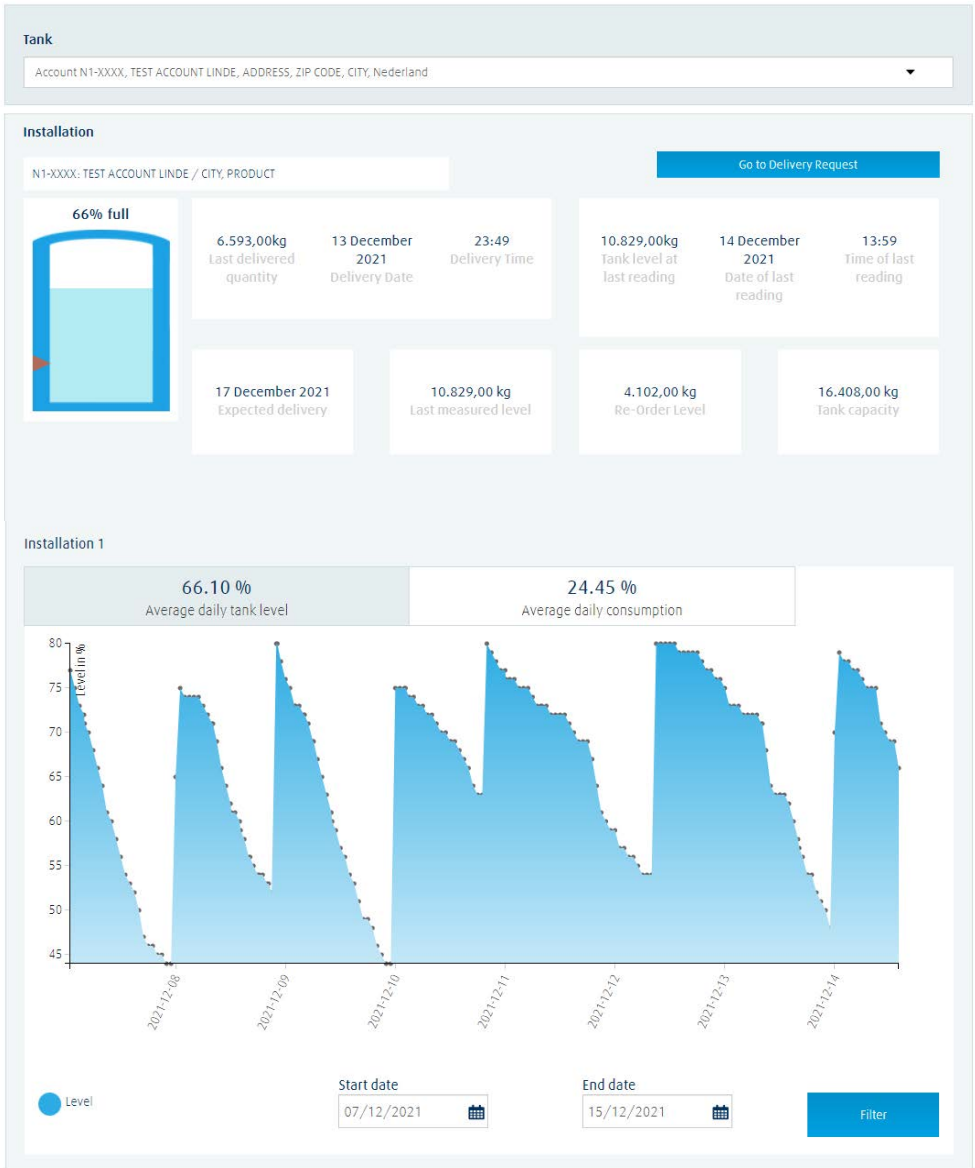 Tank
Account N1-XXXX, TEST ACCOUNT LINDE, ADDRESS, ZIP CODE, CITY, Nederland
Installation
N1-XXXX: TEST ACCOUNT LINDE / CITY, PRODUCT
Go to Delivery Request
66% full
6.593,00kg
Last delivered
quantity
13 December
2021
Delivery Date
23:49
Delivery Time
10.829,00kg
Tank level at
last reading
14 December
2021
Date of last
reading
13:59
Time of last
reading
17 December 2021
Expected delivery
10.829,00 kg
Last measured level
4.102,00 kg
Re-Order Level
16.408,00 kg
Tank capacity
Installation 1
66.10 %
Average daily tank level
24.45 %
Average daily consumption
Level in %
80
75
70
65
60
55
50
45
2021-12-08
2021-12-09
2021-12-10
2021-12-11
2021-12-12
2021-12-13
2021-12-14
Level
Start date
07/12/2021
End date
15/12/2021
Filter